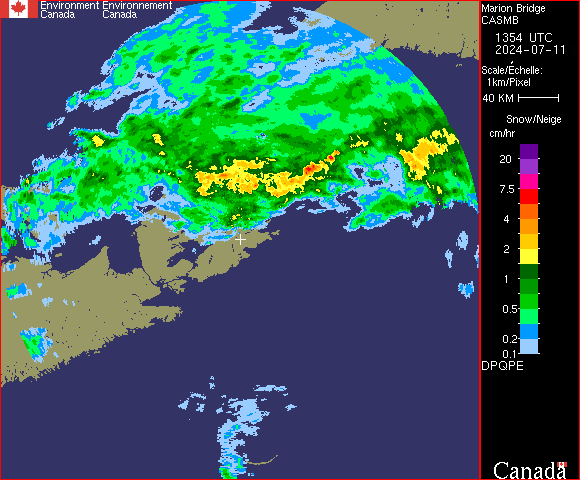 Environment Environnement
Canada Canada
Marion Bridge
CASMB
1354 UTC
2024-07-11
Scale/Échelle:
1km/Pixel
40 KM
Snow/Neige
cm/hr
20
7.5
4
2
1
0.5
0.2
0.1
DPQPE
Canada